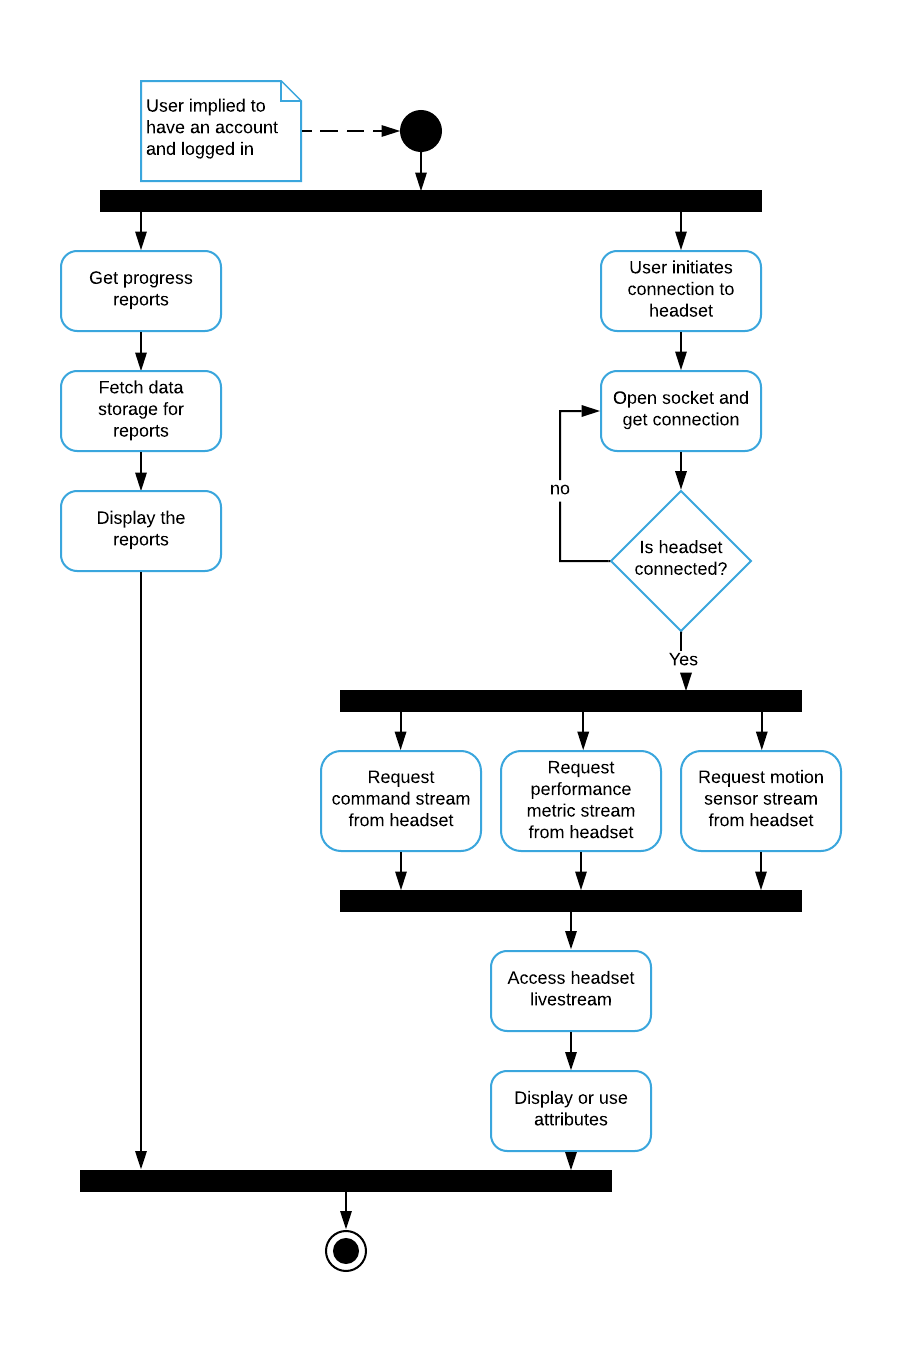 User implied to
have an account
and logged in
Get progress
reports
User initiates
connection to
headset
Fetch data
storage for
reports
Open socket and
get connection
no
Display the
reports
Is headset
connected?
Yes
Request
command stream
from headset
Request
performance
metric stream
from headset
Request motion
sensor stream
from headset
Access headset
livestream
Display or use
attributes